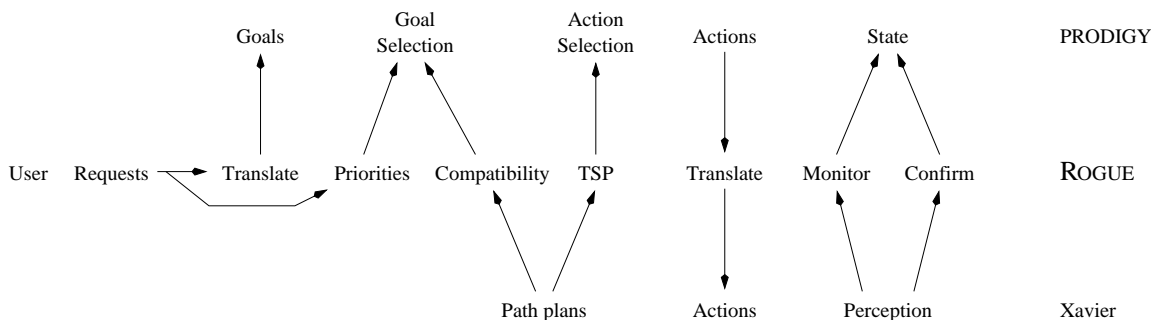 Goals
Goal
Selection
Action
Selection
Actions
State
PRODIGY
User
Requests
Translate
Priorities
Compatibility
TSP
Translate
Monitor
Confirm
ROGUE
Path plans
Actions
Perception
Xavier